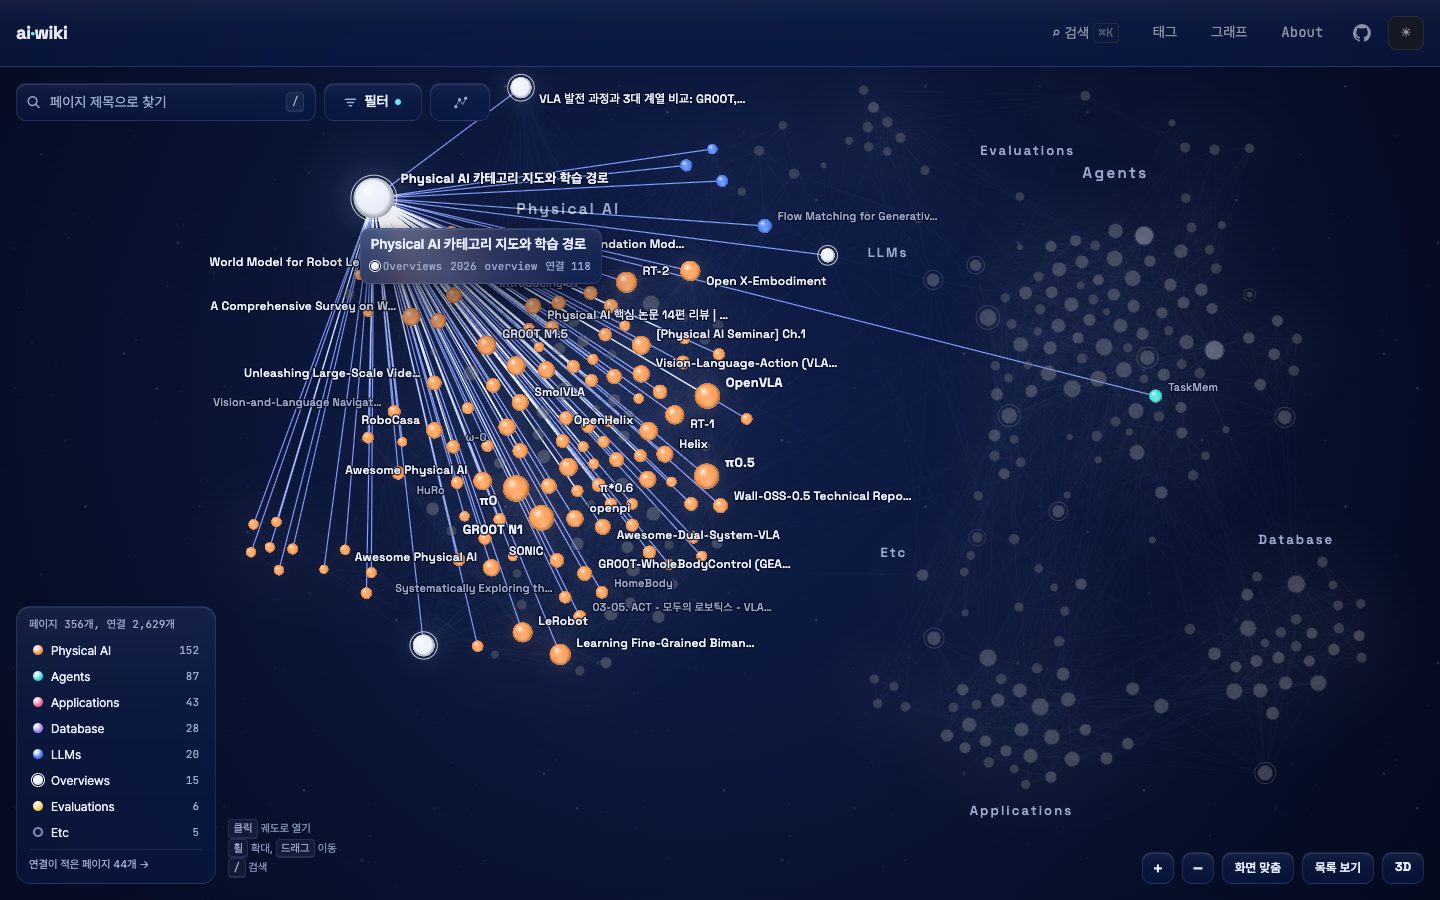 ai·wiki
검색 ⌘K
태그
그래프
About
페이지 제목으로 찾기 /
필터
VLA 발전 과정과 3대 계열 비교: GROOT,...
Evaluations
Agents
Physical AI 카테고리 지도와 학습 경로
Physical AI
Flow Matching for Generativ...
Physical AI 카테고리 지도와 학습 경로
Overviews 2026 overview 연결 118
ndation Mod...
LLMs
World Model for Robot Le
RT-2
Open X-Embodiment
A Comprehensive Survey on W...
Physical AI 핵심 논문 14편 리뷰 | ...
GROOT N1.5
[Physical AI Seminar] Ch.1
Vision-Language-Action (VLA...
Unleashing Large-Scale Vide...
OpenVLA
TaskMem
SmolVLA
Vision-and-Language Navigat...
RoboCasa
OpenHelix
RT-1
ω-0
Helix
π0.5
Awesome Physical AI
HuRo
π*0.6
Wall-OSS-0.5 Technical Repo...
π0
openpi
GROOT N1
Awesome-Dual-System-VLA
Database
SONIC
Etc
Awesome Physical AI
GROOT-WholeBodyControl (GEA...
HomeBody
Systematically Exploring th...
03-05. ACT - 모두의 로보틱스 - VLA...
LeRobot
Learning Fine-Grained Biman...
페이지 356개, 연결 2,629개
Physical AI 152
Agents 87
Applications 43
Database 28
LLMs 20
Overviews 15
Evaluations 6
Etc 5
연결이 적은 페이지 44개 →
Applications
클릭 궤도로 열기
휠 확대, 드래그 이동
/ 검색
+
−
화면 맞춤
목록 보기
3D